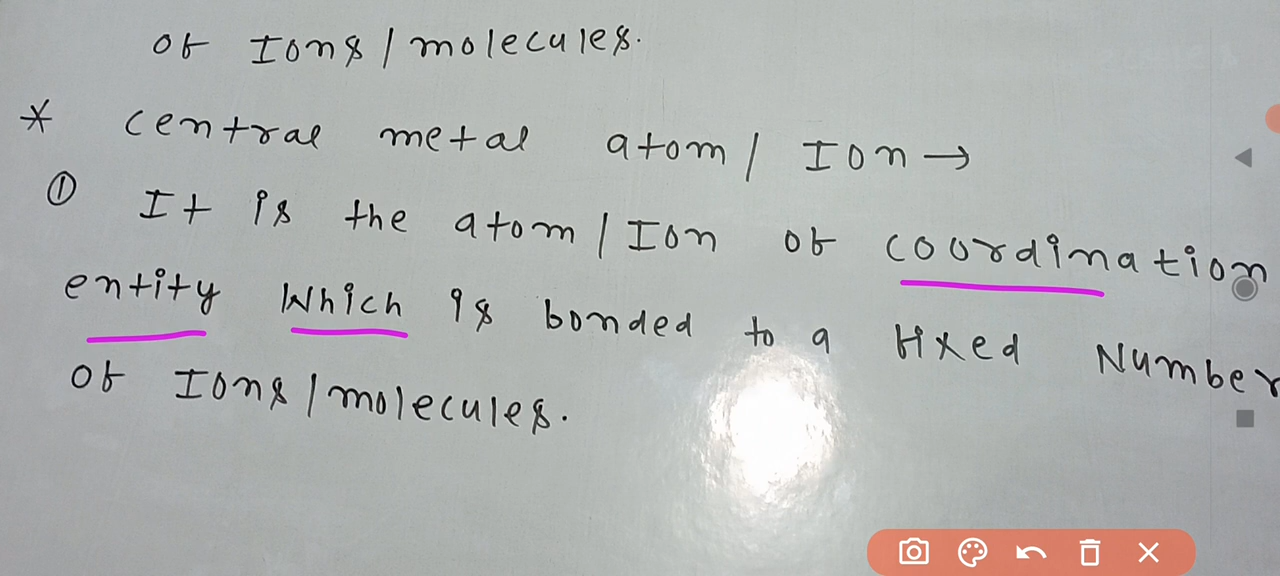 of Ions/molecules.
* central metal atom/Ion →
① It is the atom/Ion of coordination
entity Which is bonded to a fixed Number
of Ions/molecules.